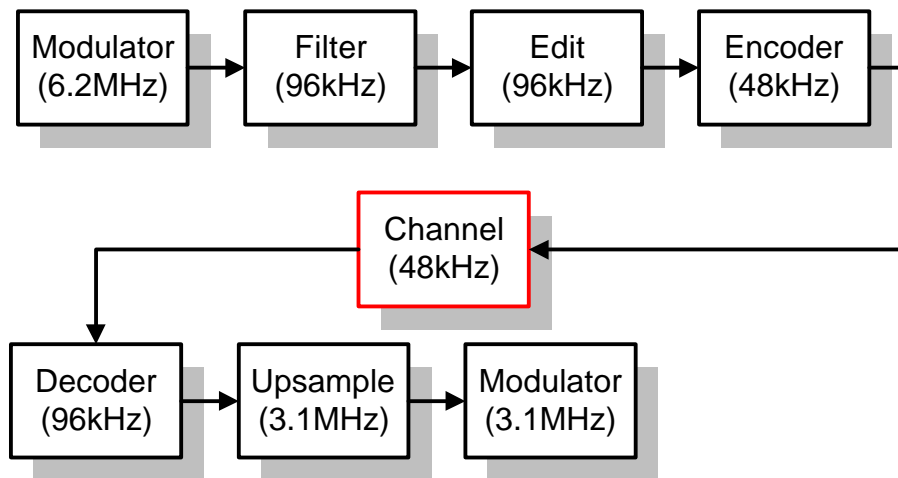 Modulator
(6.2MHz)
Filter
(96kHz)
Edit
(96kHz)
Encoder
(48kHz)
Channel
(48kHz)
Decoder
(96kHz)
Upsample
(3.1MHz)
Modulator
(3.1MHz)